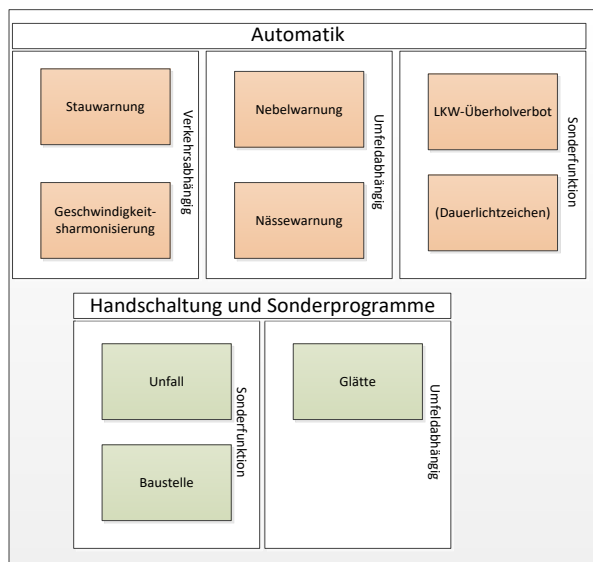 Automatik
Stauwarnung
Geschwindigkeit-
sharmonisierung
Verkehrsabhängig
Nebelwarnung
Nässewarnung
Umfeldabhängig
LKW-Überholverbot
(Dauerlichtzeichen)
Sonderfunktion
Handschaltung und Sonderprogramme
Unfall
Baustelle
Sonderfunktion
Glätte
Umfeldabhängig